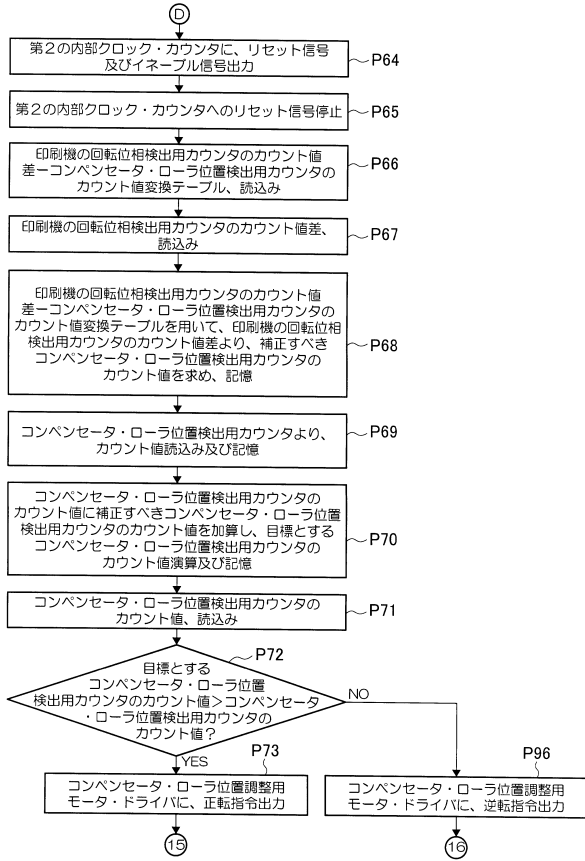 D
第2の内部クロック・カウンタに、リセット信号
及びイネーブル信号出力
P64
第2の内部クロック・カウンタへのリセット信号停止
P65
印刷機の回転位相検出用カウンタのカウント値
差ーコンペンセータ・ローラ位置検出用カウンタの
カウント値変換テーブル、読込み
P66
印刷機の回転位相検出用カウンタのカウント値差、
読込み
P67
印刷機の回転位相検出用カウンタのカウント値
差ーコンペンセータ・ローラ位置検出用カウンタの
カウント値変換テーブルを用いて、印刷機の回転位相
検出用カウンタのカウント値差より、補正すべき
コンペンセータ・ローラ位置検出用カウンタの
カウント値を求め、記憶
P68
コンペンセータ・ローラ位置検出用カウンタより、
カウント値読込み及び記憶
P69
コンペンセータ・ローラ位置検出用カウンタの
カウント値に補正すべきコンペンセータ・ローラ位置
検出用カウンタのカウント値を加算し、目標とする
コンペンセータ・ローラ位置検出用カウンタの
カウント値演算及び記憶
P70
コンペンセータ・ローラ位置検出用カウンタの
カウント値、読込み
P71
目標とする
コンペンセータ・ローラ位置
検出用カウンタのカウント値>コンペンセータ
・ローラ位置検出用カウンタの
カウント値?
P72
NO
YES
コンペンセータ・ローラ位置調整用
モータ・ドライバに、正転指令出力
P73
コンペンセータ・ローラ位置調整用
モータ・ドライバに、逆転指令出力
P96
15
16